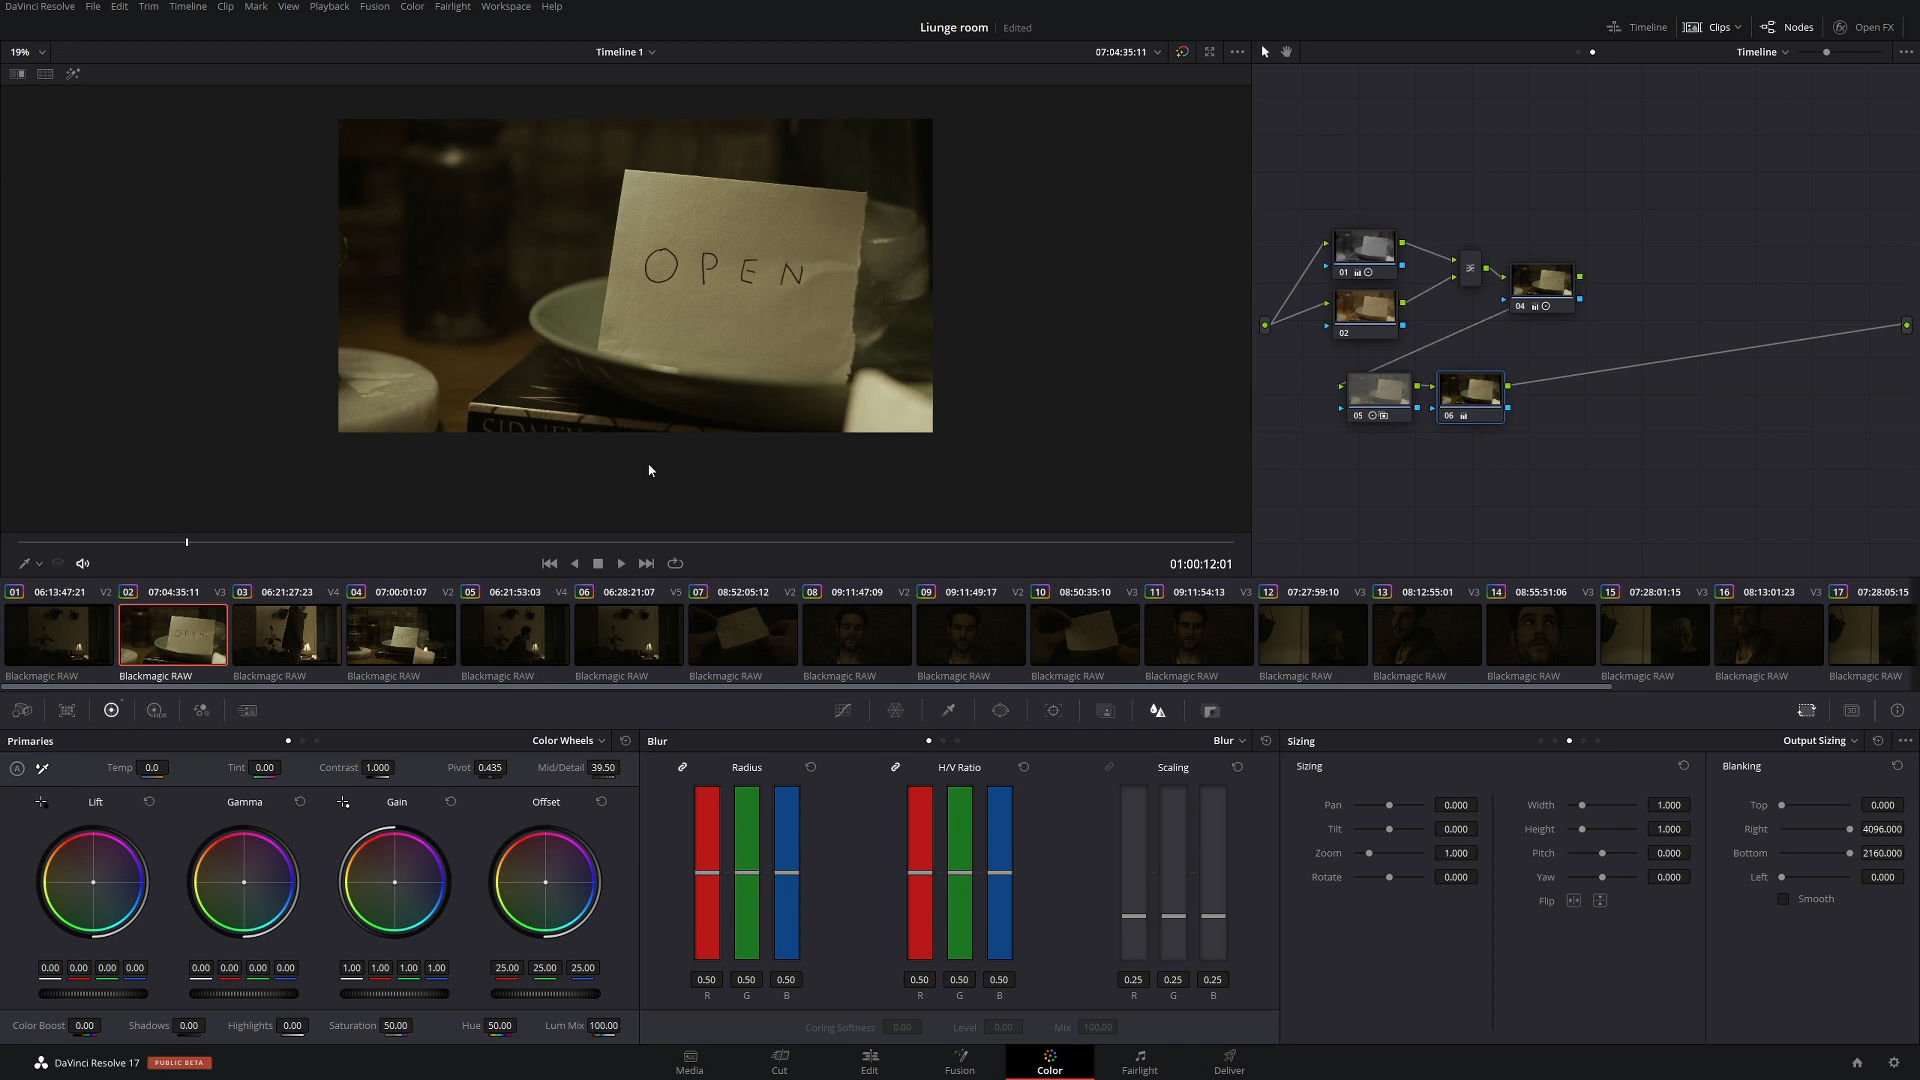 DaVinci Resolve File Edit Trim Timeline Clip Mark View Playback Fusion Color Fairlight Workspace Help
Liunge room Edited
Timeline Clips Nodes Open FX
19% Timeline 1 07:04:35:11 Timeline
OPEN
01
04
02
05 06
01:00:12:01
01 06:13:47:21 V2 02 07:04:35:11 V3 03 06:21:27:23 V4 04 07:00:01:07 V2 05 06:21:53:03 V4 06 06:28:21:07 V5 07 08:52:05:12 V2 08 09:11:47:09 V2 09 09:11:49:17 V2 10 08:50:35:10 V3 11 09:11:54:13 V3 12 07:27:59:10 V3 13 08:12:55:01 V3 14 08:55:51:06 V3 15 07:28:01:15 V3 16 08:13:01:23 V3 17 07:28:05:15
Blackmagic RAW Blackmagic RAW Blackmagic RAW Blackmagic RAW Blackmagic RAW Blackmagic RAW Blackmagic RAW Blackmagic RAW Blackmagic RAW Blackmagic RAW Blackmagic RAW Blackmagic RAW Blackmagic RAW Blackmagic RAW Blackmagic RAW Blackmagic RAW Blackmagic RAW
Primaries Color Wheels Blur Blur Sizing Output Sizing
Temp 0.0 Tint 0.00 Contrast 1.000 Pivot 0.435 Mid/Detail 39.50
Radius H/V Ratio Scaling
Sizing Blanking
Lift Gamma Gain Offset
Pan 0.000 Width 1.000 Top 0.000
Tilt 0.000 Height 1.000 Right 4096.000
Zoom 1.000 Pitch 0.000 Bottom 2160.000
Rotate 0.000 Yaw 0.000 Left 0.000
Flip Smooth
0.00 0.00 0.00 0.00 0.00 0.00 0.00 0.00 1.00 1.00 1.00 1.00 25.00 25.00 25.00
0.50 0.50 0.50 0.50 0.50 0.50 0.25 0.25 0.25
R G B R G B R G B
Color Boost 0.00 Shadows 0.00 Highlights 0.00 Saturation 50.00 Hue 50.00 Lum Mix 100.00
Coring Softness 0.00 Level 0.00 Mix 100.00
DaVinci Resolve 17 PUBLIC BETA
Media Cut Edit Fusion Color Fairlight Deliver